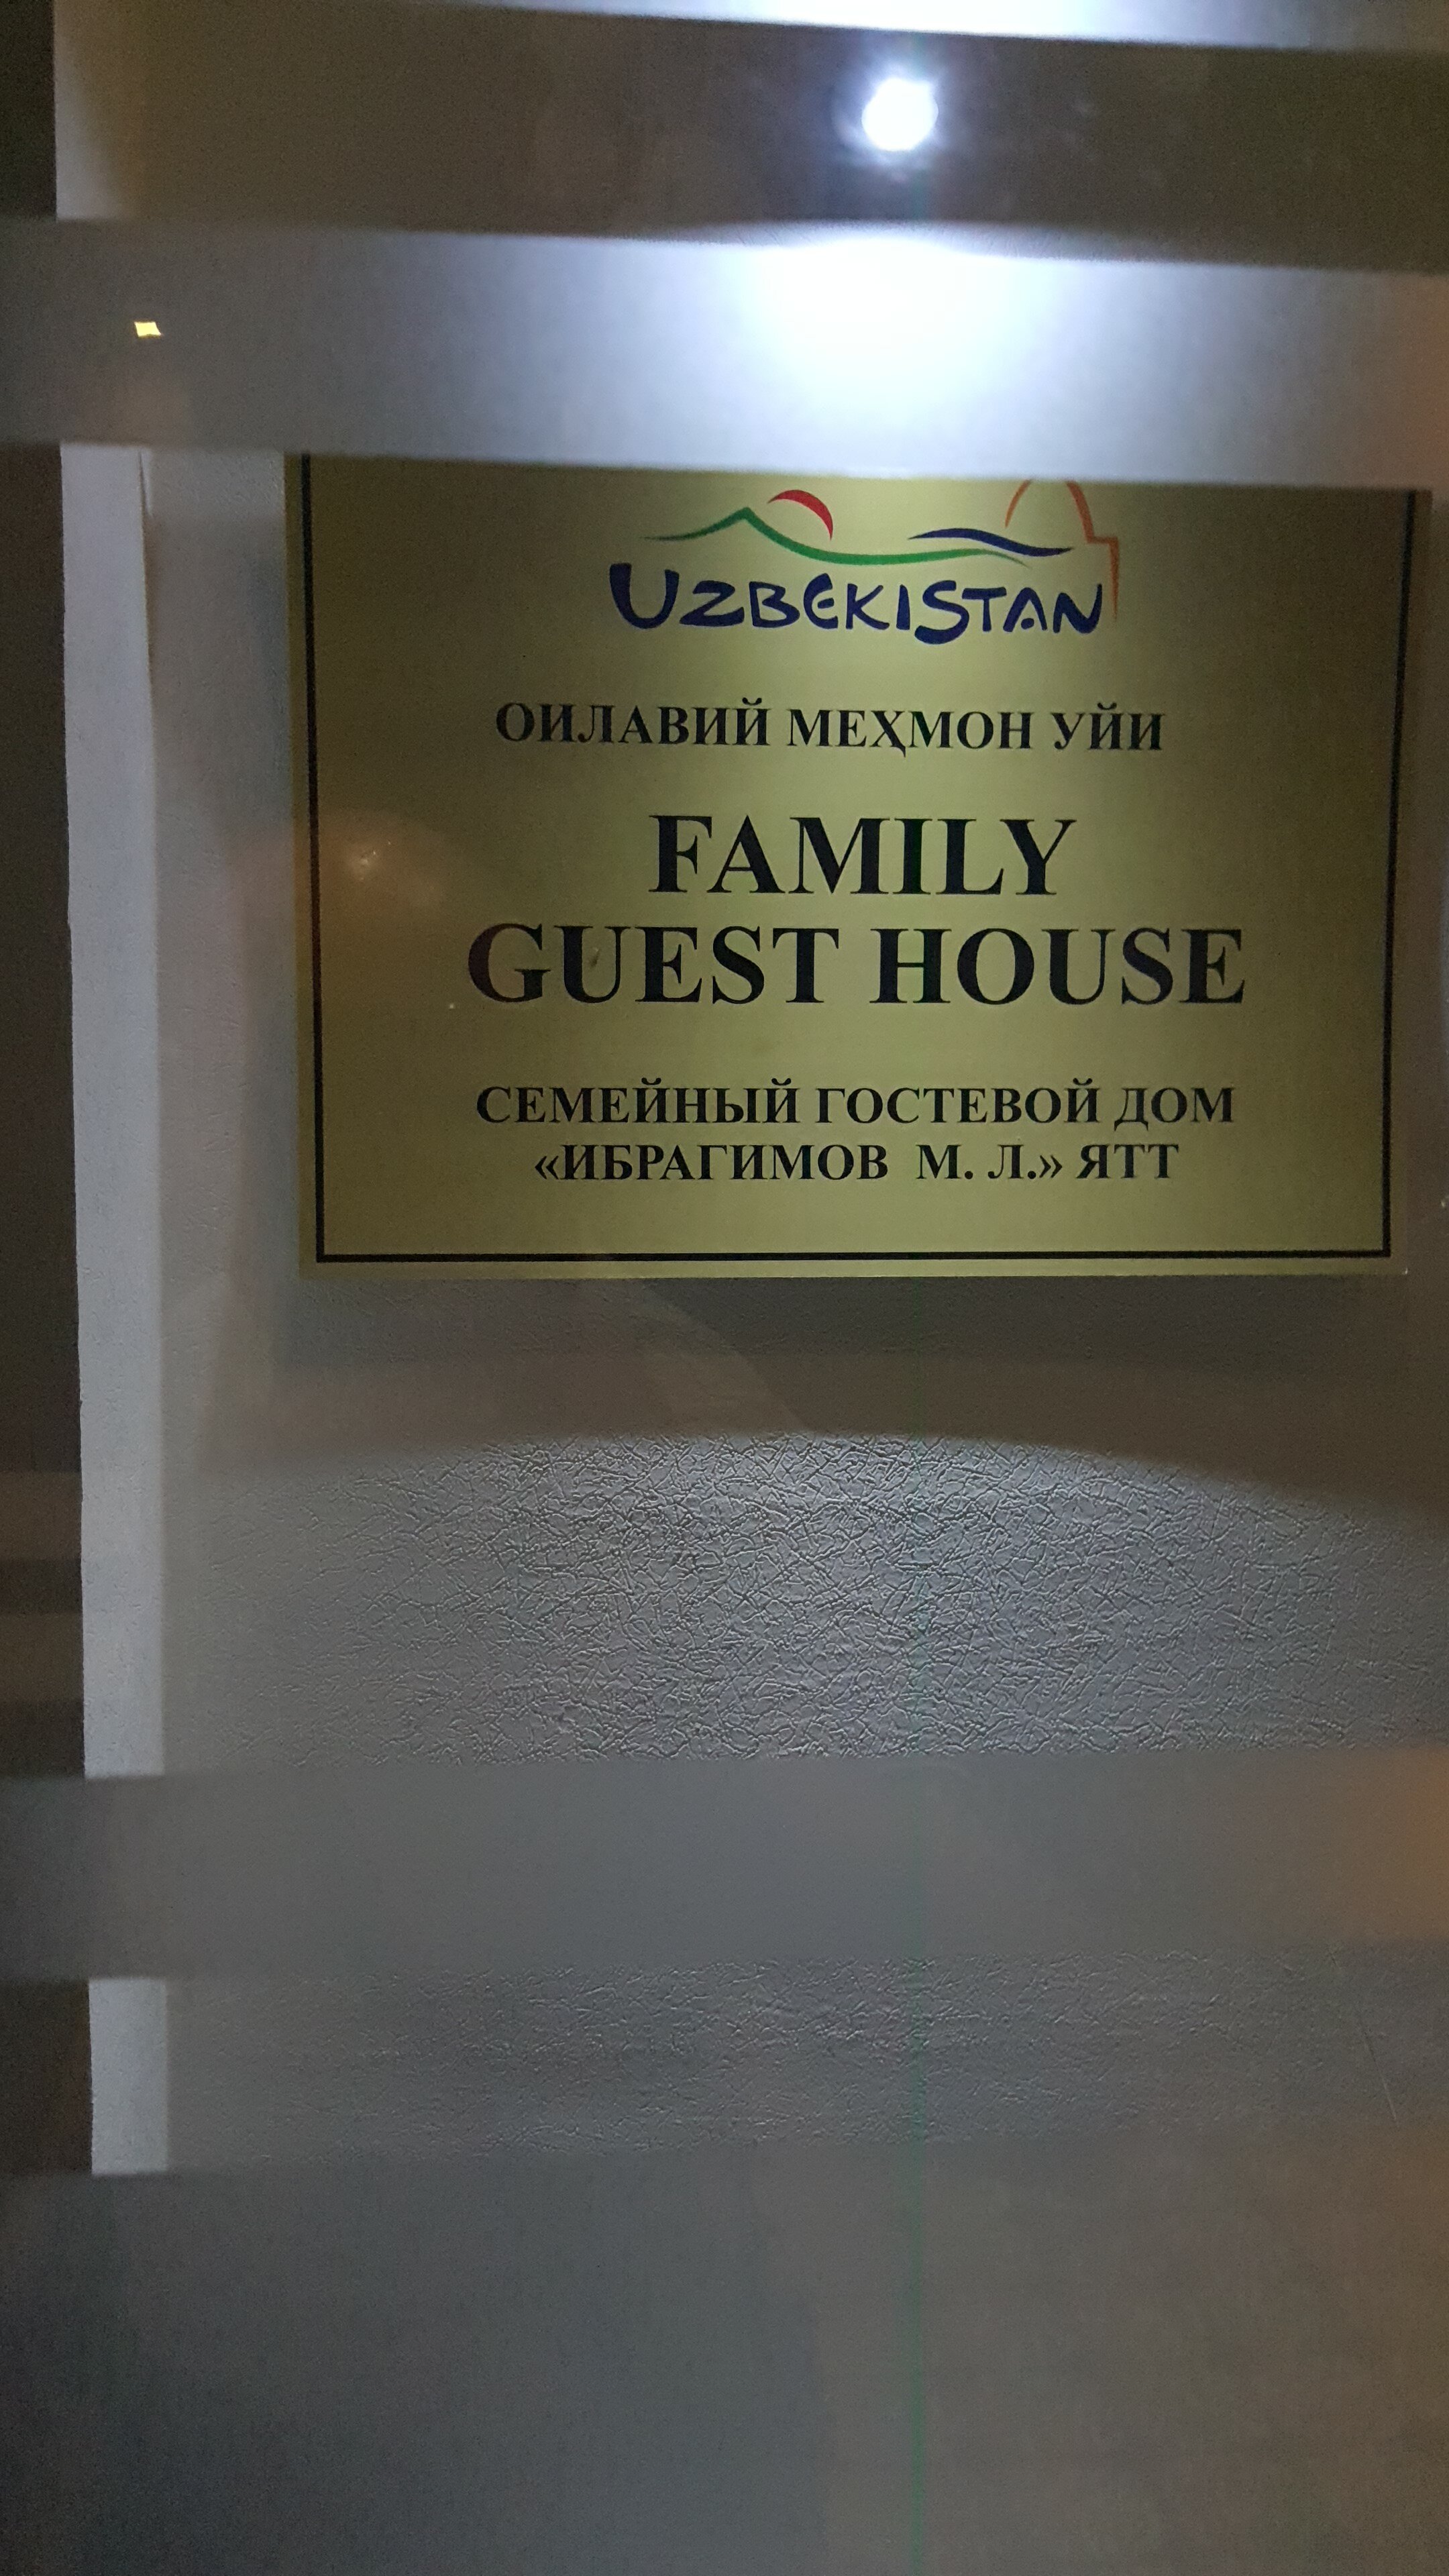 UZBEKISTAN
ОИЛАВИЙ МЕҲМОН УЙИ
FAMILY
GUEST HOUSE
СЕМЕЙНЫЙ ГОСТЕВОЙ ДОМ
«ИБРАГИМОВ М. Л.» ЯТТ